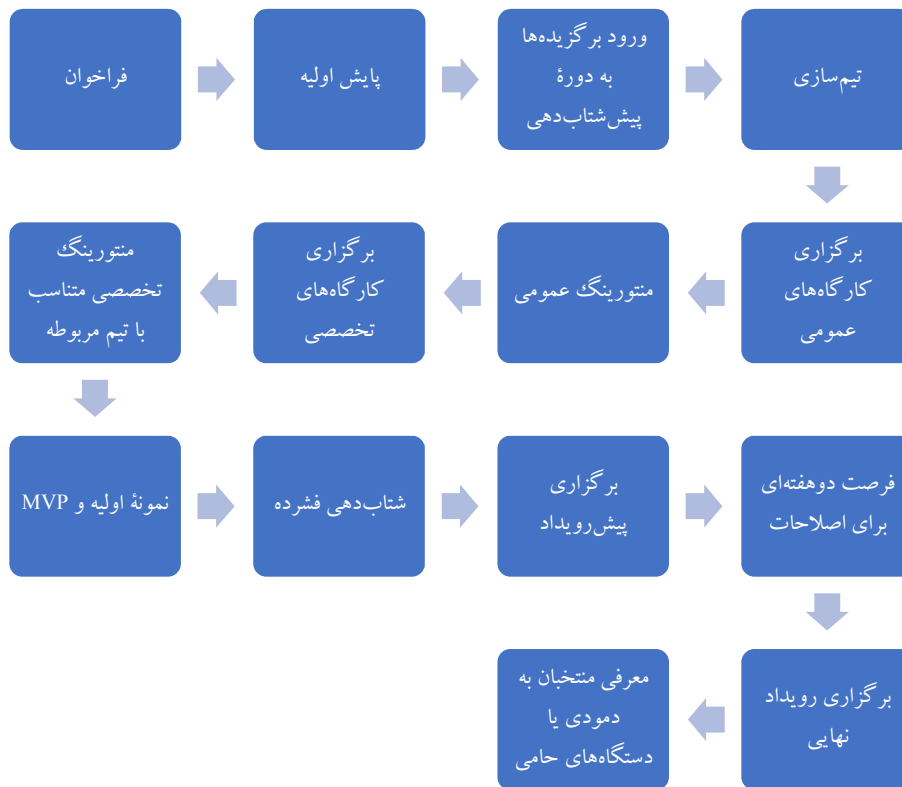 فراخوان
پایش اولیه
ورود برگزیده‌ها
به دورهٔ
پیش‌شتاب‌دهی
تیم‌سازی
برگزاری
کارگاه‌های
عمومی
منتورینگ عمومی
برگزاری
کارگاه‌های
تخصصی
منتورینگ
تخصصی متناسب
با تیم مربوطه
نمونهٔ اولیه و MVP
شتاب‌دهی فشرده
برگزاری
پیش‌رویداد
فرصت دوهفته‌ای
برای اصلاحات
برگزاری رویداد
نهایی
معرفی منتخبان به
دمودی یا
دستگاه‌های حامی